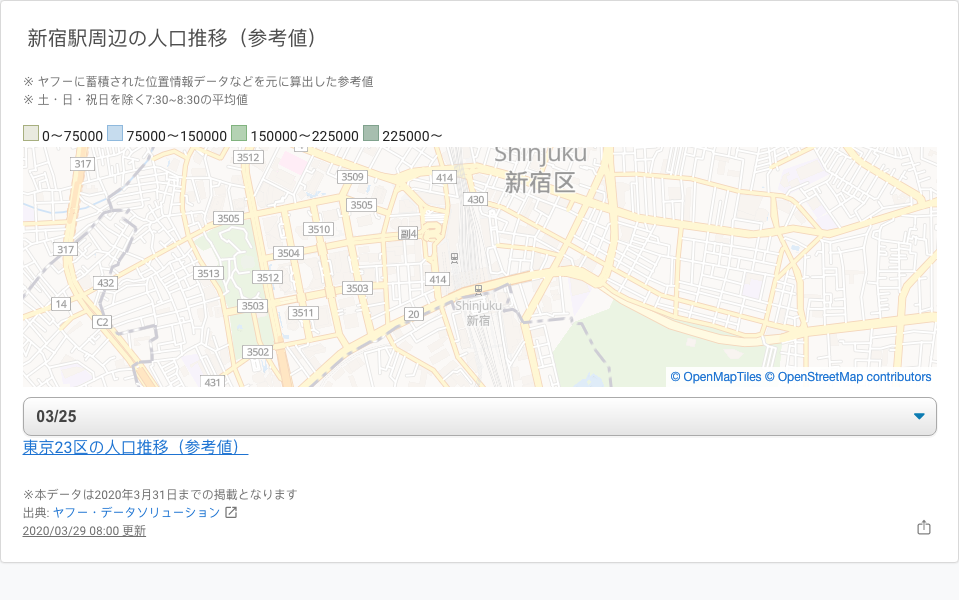 新宿駅周辺の人口推移（参考値）
※ ヤフーに蓄積された位置情報データなどを元に算出した参考値
※ 土・日・祝日を除く7:30~8:30の平均値
0〜75000 75000〜150000 150000〜225000 225000〜
Shinjuku
新宿区
3512
317
3509
414
430
3505
3505
3510
副4
317
3504
3513
3512
414
432
3503
14
3503
3511
20
Shinjuku
新宿
C2
3502
431
© OpenMapTiles © OpenStreetMap contributors
03/25
東京23区の人口推移（参考値）
※本データは2020年3月31日までの掲載となります
出典: ヤフー・データソリューション
2020/03/29 08:00 更新